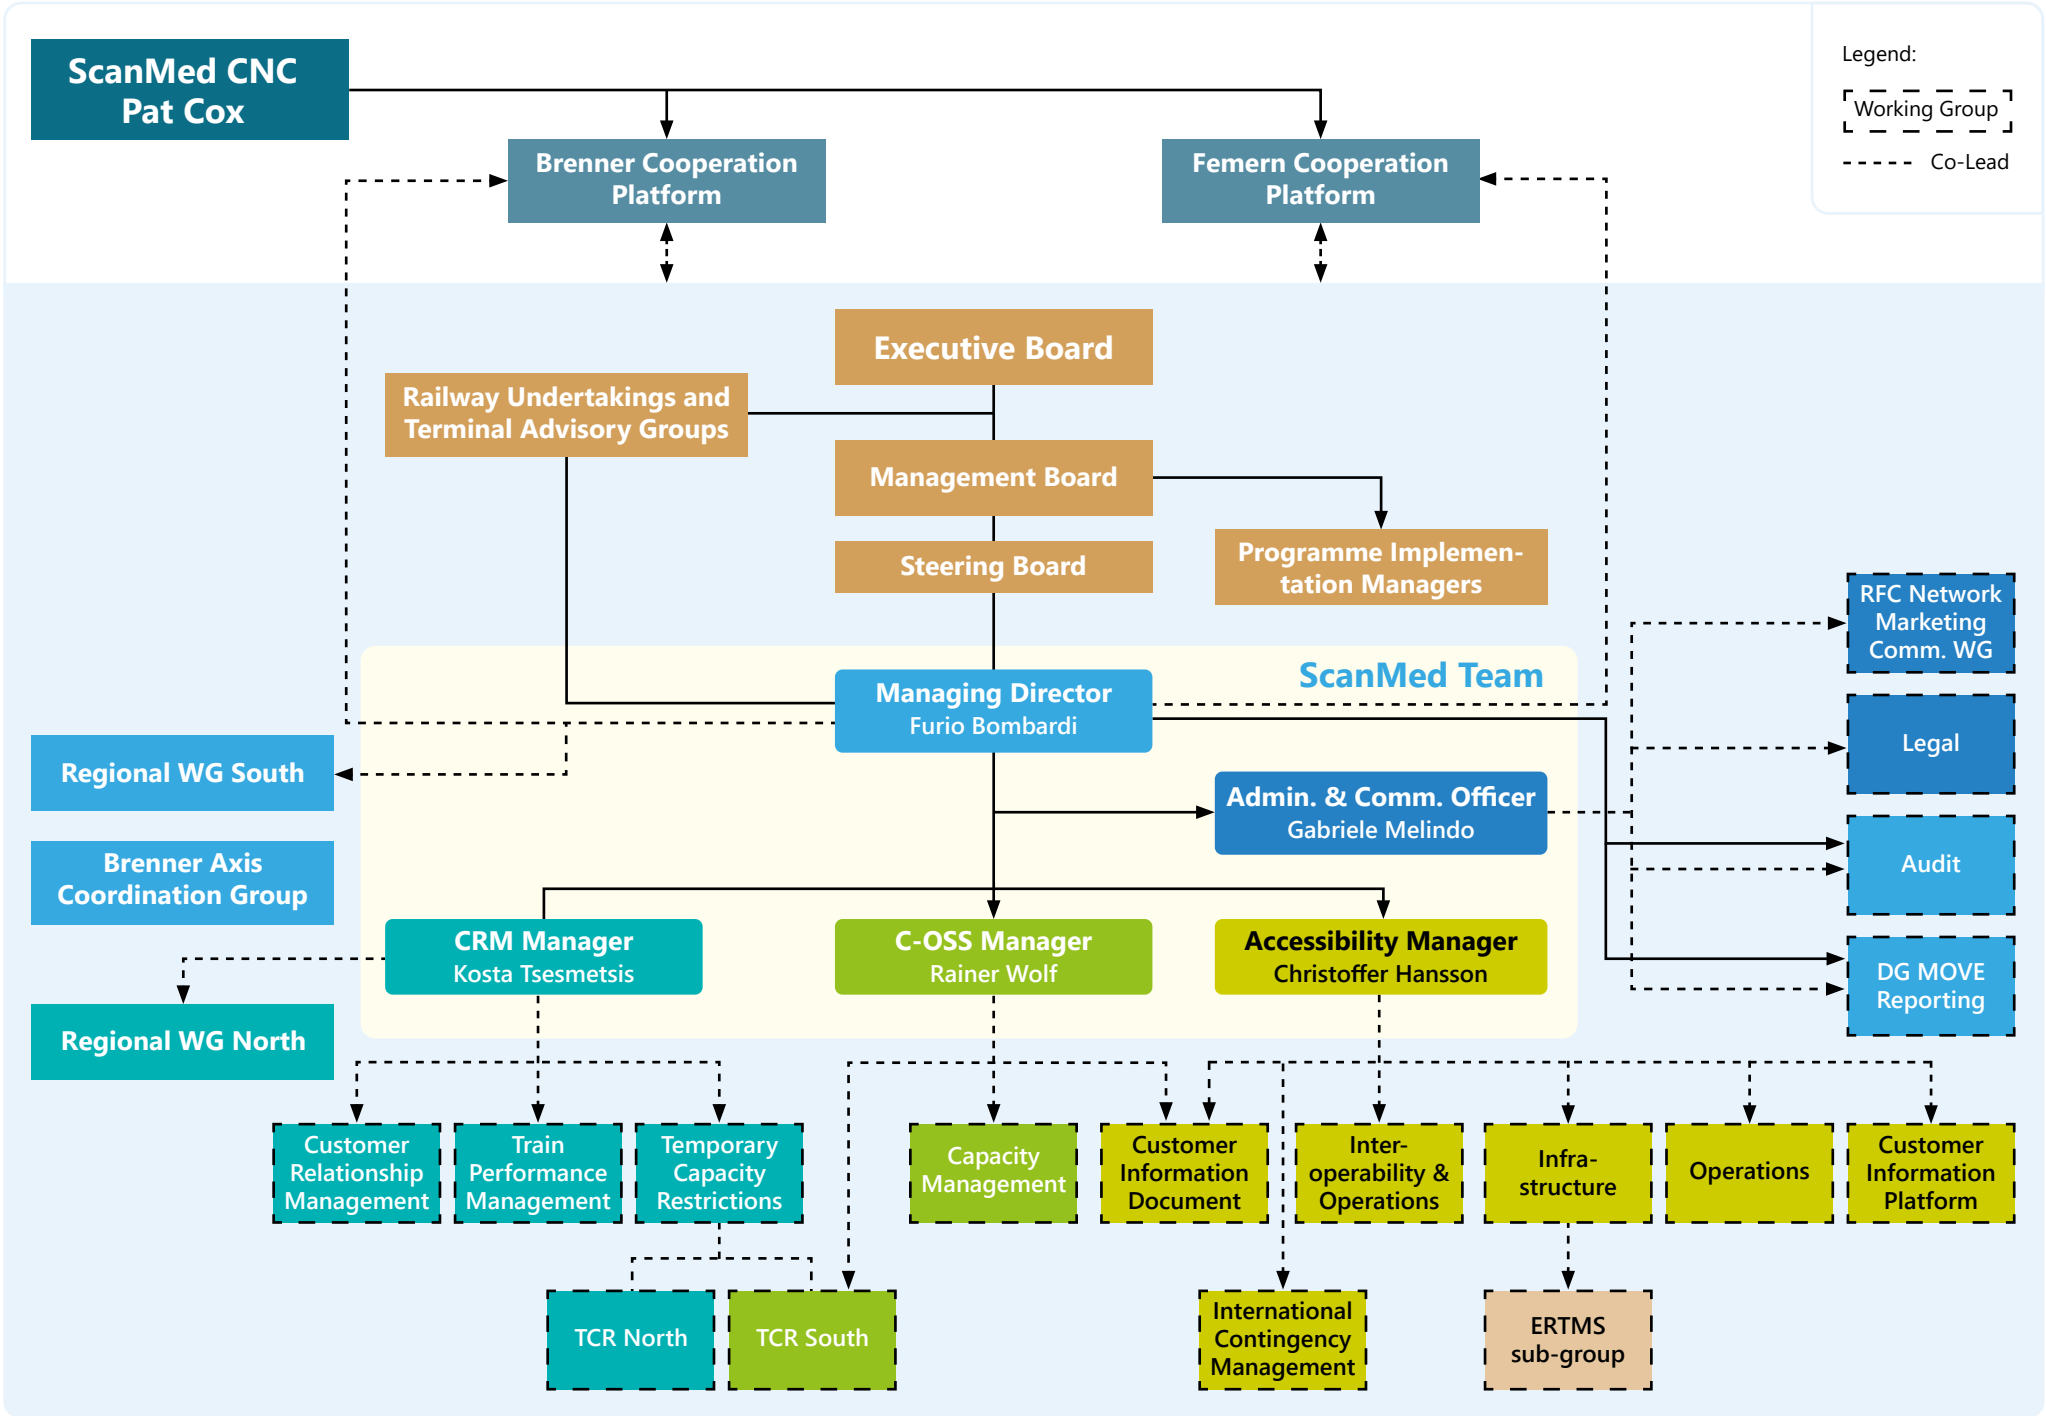 ScanMed CNC
Pat Cox
Legend:
Working Group
Co-Lead
Brenner Cooperation
Platform
Femern Cooperation
Platform
Executive Board
Railway Undertakings and
Terminal Advisory Groups
Management Board
Steering Board
Programme Implemen-
tation Managers
ScanMed Team
Managing Director
Furio Bombardi
RFC Network
Marketing
Comm. WG
Legal
Audit
DG MOVE
Reporting
Regional WG South
Admin. & Comm. Officer
Gabriele Melindo
Brenner Axis
Coordination Group
CRM Manager
Kosta Tsesmetsis
C-OSS Manager
Rainer Wolf
Accessibility Manager
Christoffer Hansson
Regional WG North
Customer
Relationship
Management
Train
Performance
Management
Temporary
Capacity
Restrictions
Capacity
Management
Customer
Information
Document
Inter-
operability &
Operations
Infra-
structure
Operations
Customer
Information
Platform
TCR North
TCR South
International
Contingency
Management
ERTMS
sub-group